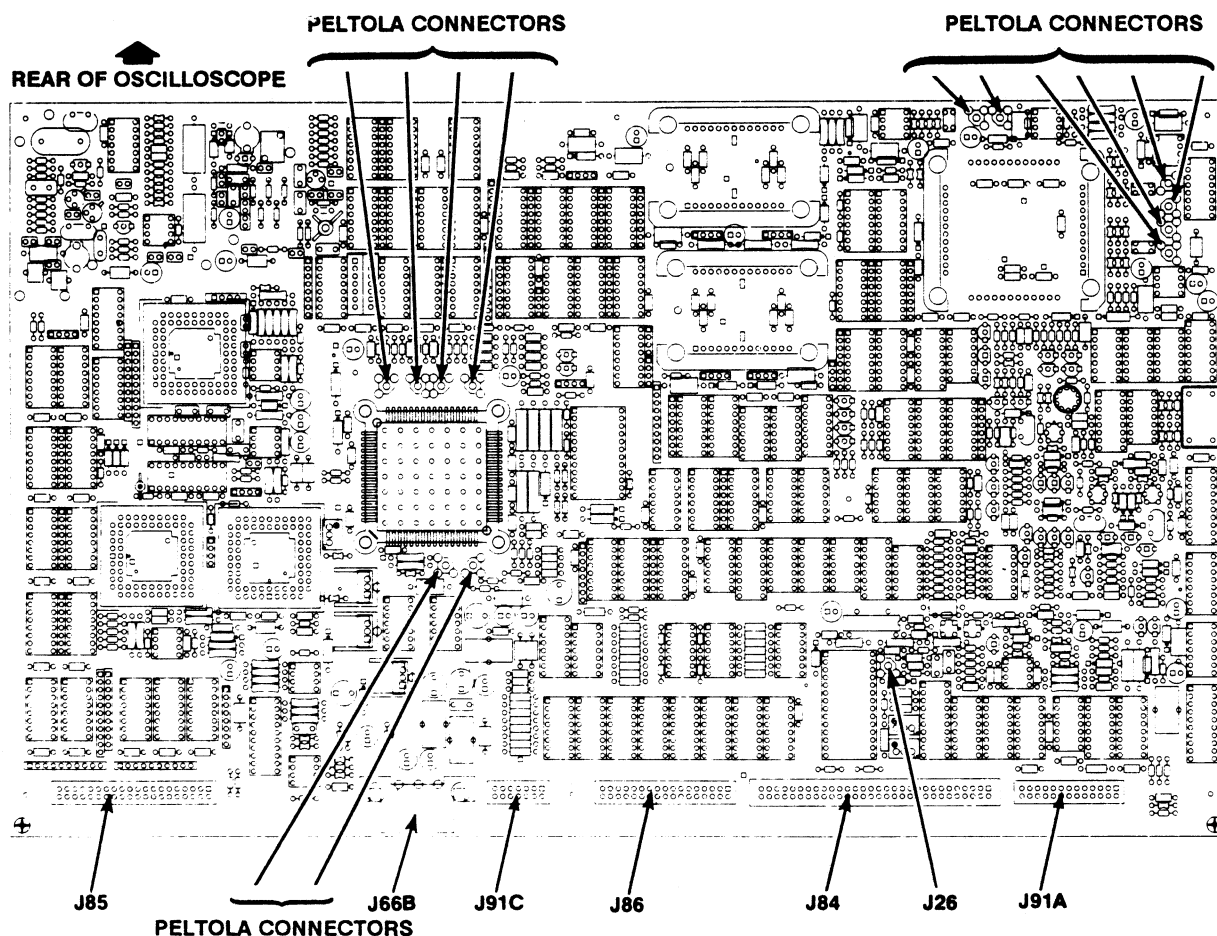 PELTOLA CONNECTORS
PELTOLA CONNECTORS
REAR OF OSCILLOSCOPE
J85
J66B
J91C
J86
J84
J26
J91A
PELTOLA CONNECTORS